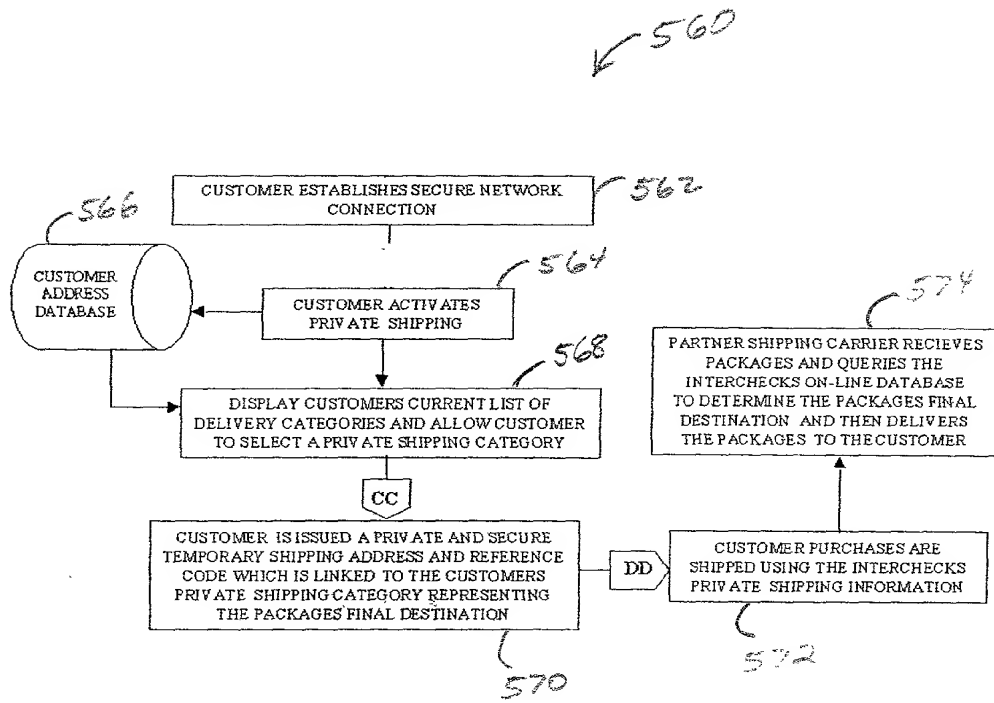 560
CUSTOMER ESTABLISHES SECURE NETWORK
CONNECTION
562
566
CUSTOMER
ADDRESS
DATABASE
564
CUSTOMER ACTIVATES
PRIVATE SHIPPING
568
DISPLAY CUSTOMERS CURRENT LIST OF
DELIVERY CATEGORIES AND ALLOW CUSTOMER
TO SELECT A PRIVATE SHIPPING CATEGORY
574
PARTNER SHIPPING CARRIER RECIEVES
PACKAGES AND QUERIES THE
INTERCHECKS ON-LINE DATABASE
TO DETERMINE THE PACKAGES FINAL
DESTINATION AND THEN DELIVERS
THE PACKAGES TO THE CUSTOMER
CC
CUSTOMER IS ISSUED A PRIVATE AND SECURE
TEMPORARY SHIPPING ADDRESS AND REFERENCE
CODE WHICH IS LINKED TO THE CUSTOMERS
PRIVATE SHIPPING CATEGORY REPRESENTING
THE PACKAGES FINAL DESTINATION
570
DD
CUSTOMER PURCHASES ARE
SHIPPED USING THE INTERCHECKS
PRIVATE SHIPPING INFORMATION
572